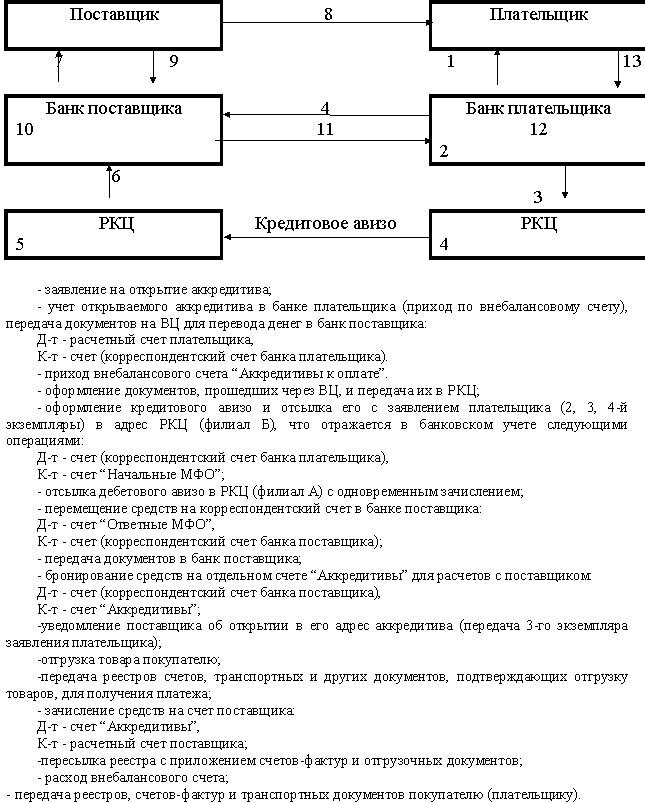 Поставщик 8 Плательщик
7 9 1 13
Банк поставщика 4 Банк плательщика
10 11 12
2
6 3
РКЦ Кредитовое авизо РКЦ
5 4
- заявление на открытие аккредитива;
- учет открываемого аккредитива в банке плательщика (приход по внебалансовому счету),
передача документов на ВЦ для перевода денег в банк поставщика:
Д-т - расчетный счет плательщика,
К-т - счет (корреспондентский счет банка плательщика).
- приход внебалансового счета “Аккредитивы к оплате”.
- оформление документов, прошедших через ВЦ, и передача их в РКЦ;
- оформление кредитового авизо и отсылка его с заявлением плательщика (2, 3, 4-й
экземпляры) в адрес РКЦ (филиал Б), что отражается в банковском учете следующими
операциями:
Д-т - счет (корреспондентский счет банка плательщика),
К-т - счет “Начальные МФО”;
- отсылка дебетового авизо в РКЦ (филиал А) с одновременным зачислением;
- перемещение средств на корреспондентский счет в банке поставщика:
Д-т - счет “Ответные МФО”,
К-т - счет (корреспондентский счет банка поставщика);
- передача документов в банк поставщика;
- бронирование средств на отдельном счете “Аккредитивы” для расчетов с поставщиком:
Д-т - счет (корреспондентский счет банка поставщика),
К-т - счет “Аккредитивы”;
-уведомление поставщика об открытии в его адрес аккредитива (передача 3-го экземпляра
заявления плательщика);
-отгрузка товара покупателю;
-передача реестров счетов, транспортных и других документов, подтверждающих отгрузку
товаров, для получения платежа;
- зачисление средств на счет поставщика:
Д-т - счет “Аккредитивы”,
К-т - расчетный счет поставщика;
-пересылка реестра с приложением счетов-фактур и отгрузочных документов;
- расход внебалансового счета;
- передача реестров, счетов-фактур и транспортных документов покупателю (плательщику).